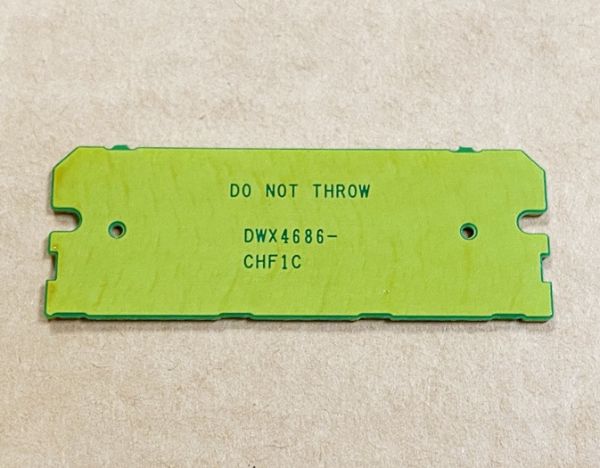 DO NOT THROW
DWX4686-
CHF1C